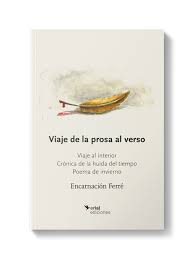 Viaje de la prosa al verso
Viaje al interior
Crónica de la huida del tiempo
Poema de invierno
Encarnación Ferré
erial
ediciones